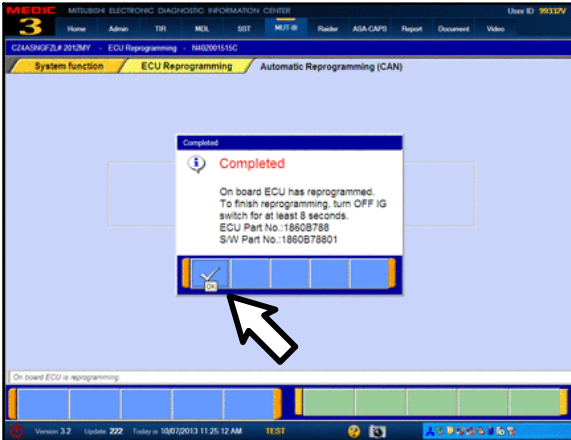 MEDIC MITSUBISHI ELECTRONIC DIAGNOSTIC INFORMATION CENTER User ID 99337V
3 Home Admin TIR MDL SST MUT-III Raider ASA-CAPS Report Document Video
ECU Reprogramming - N402001515C
System function ECU Reprogramming Automatic Reprogramming (CAN)
Completed
Completed
On board ECU has reprogrammed.
To finish reprogramming, turn OFF IG
switch for at least 8 seconds.
ECU Part No.:1860B788
S/W Part No.:1860B78801
OK
On board ECU is reprogramming.
Version 3.2 Update 222 Today is 10/07/2013 11:25:12 AM TEST